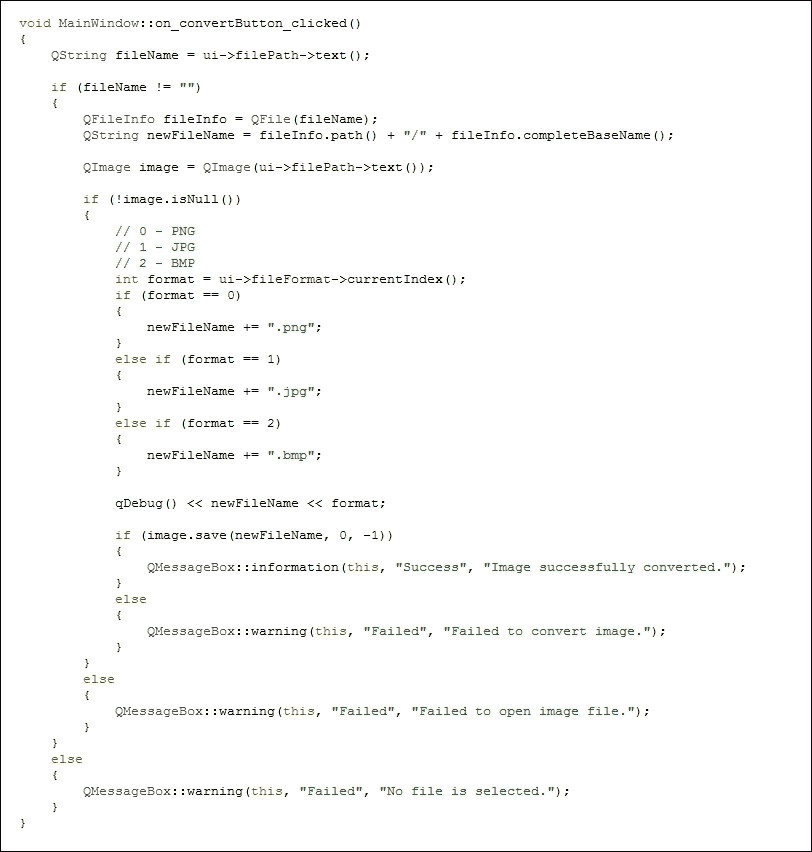 void MainWindow::on_convertButton_clicked()
{
    QString fileName = ui->filePath->text();

    if (fileName != "")
    {
        QFileInfo fileInfo = QFile(fileName);
        QString newFileName = fileInfo.path() + "/" + fileInfo.completeBaseName();

        QImage image = QImage(ui->filePath->text());

        if (!image.isNull())
        {
            // 0 - PNG
            // 1 - JPG
            // 2 - BMP
            int format = ui->fileFormat->currentIndex();
            if (format == 0)
            {
                newFileName += ".png";
            }
            else if (format == 1)
            {
                newFileName += ".jpg";
            }
            else if (format == 2)
            {
                newFileName += ".bmp";
            }

            qDebug() << newFileName << format;

            if (image.save(newFileName, 0, -1))
            {
                QMessageBox::information(this, "Success", "Image successfully converted.");
            }
            else
            {
                QMessageBox::warning(this, "Failed", "Failed to convert image.");
            }
        }
        else
        {
            QMessageBox::warning(this, "Failed", "Failed to open image file.");
        }
    }
    else
    {
        QMessageBox::warning(this, "Failed", "No file is selected.");
    }
}